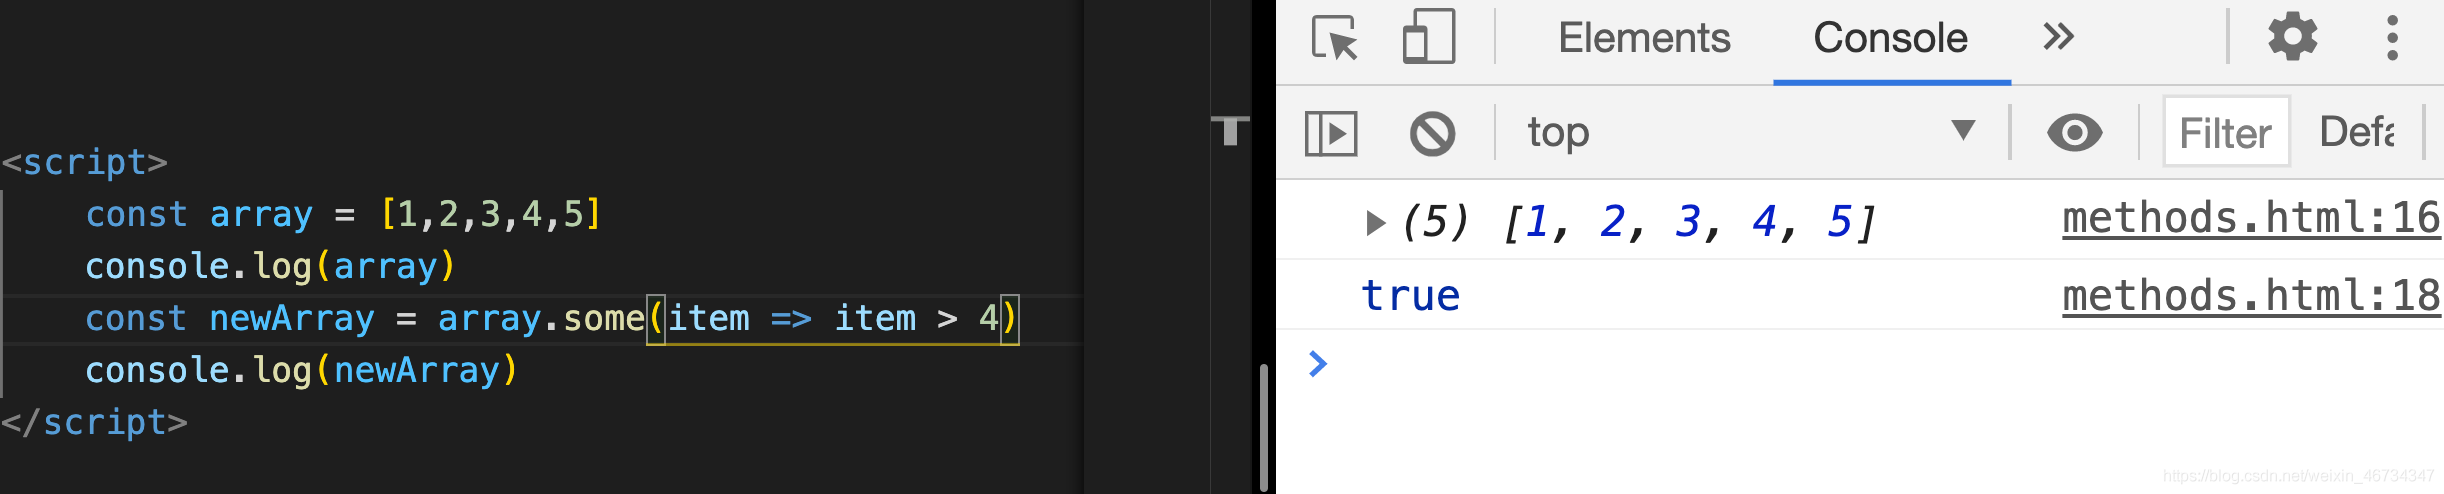 <script>
const array = [1,2,3,4,5]
console.log(array)
const newArray = array.some(item => item > 4)
console.log(newArray)
</script>
Elements Console
top Filter Defa
(5) [1, 2, 3, 4, 5] methods.html:16
true methods.html:18
https://blog.csdn.net/weixin_46734347